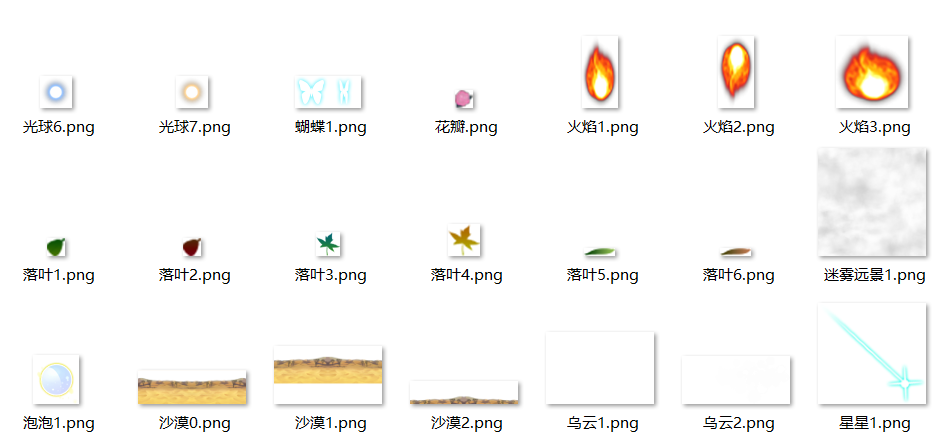 光球6.png 光球7.png 蝴蝶1.png 花瓣.png 火焰1.png 火焰2.png 火焰3.png
落叶1.png 落叶2.png 落叶3.png 落叶4.png 落叶5.png 落叶6.png 迷雾远景1.png
泡泡1.png 沙漠0.png 沙漠1.png 沙漠2.png 乌云1.png 乌云2.png 星星1.png